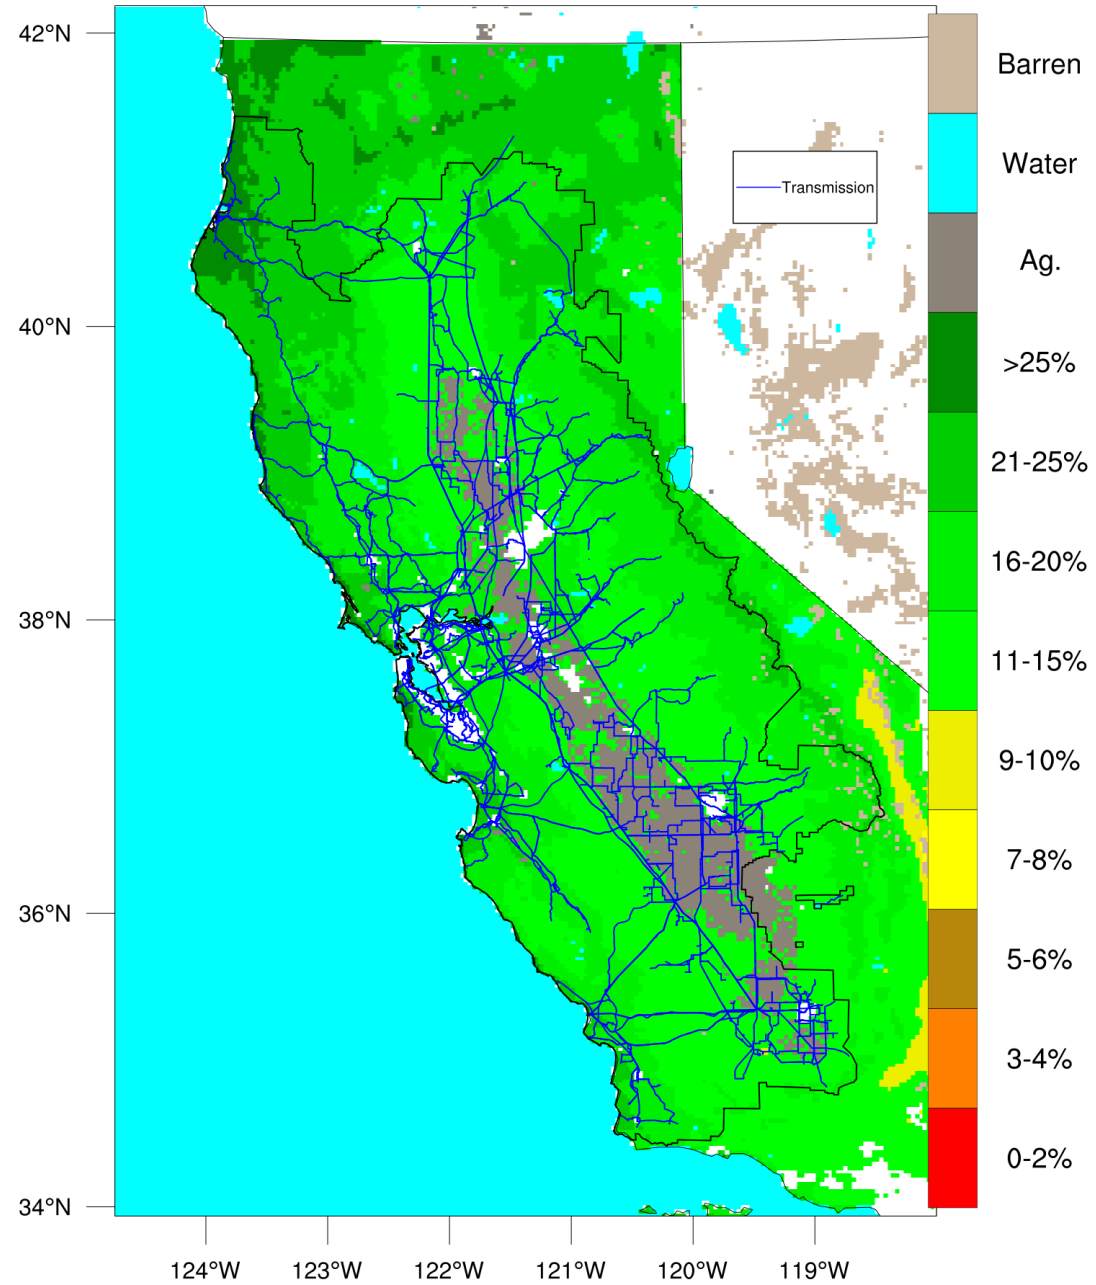 42°N
40°N
38°N
36°N
34°N
124°W
123°W
122°W
121°W
120°W
119°W
Transmission
Barren
Water
Ag.
>25%
21-25%
16-20%
11-15%
9-10%
7-8%
5-6%
3-4%
0-2%